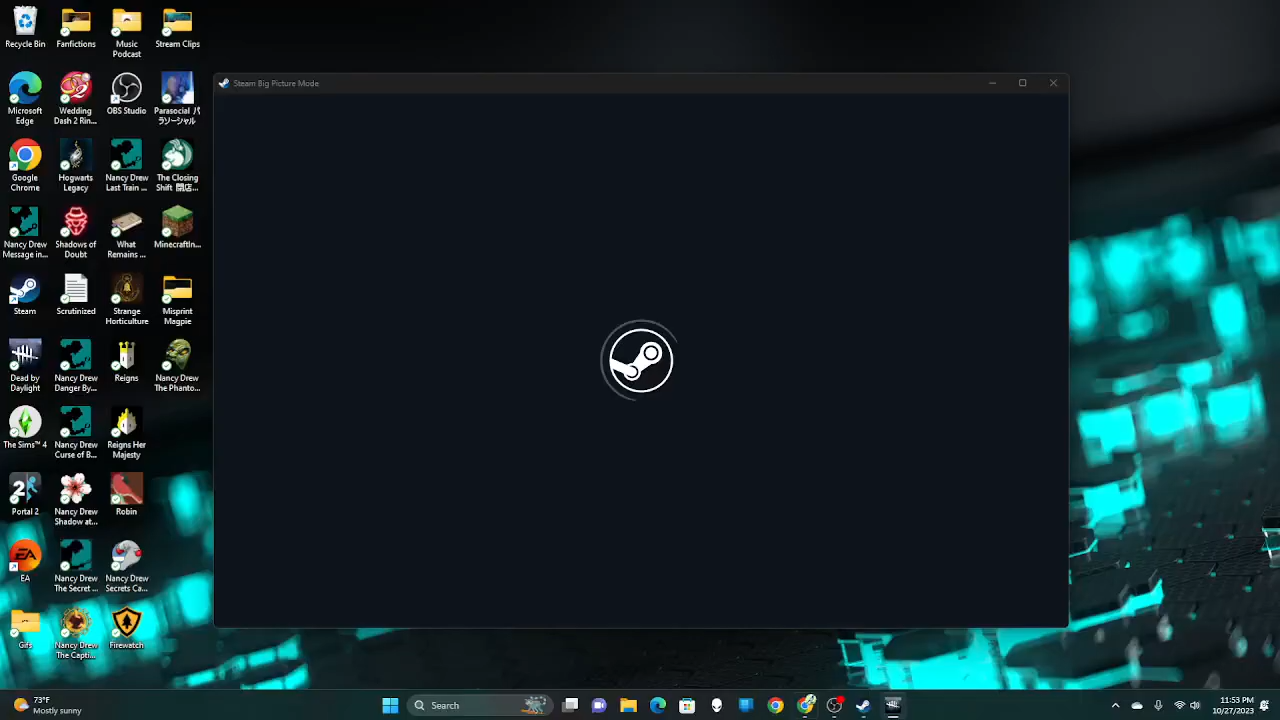 Recycle Bin
Fanfictions
Music
Podcast
Stream Clips
Steam Big Picture Mode
Microsoft
Edge
Wedding
Dash 2 Rin...
OBS Studio
Parasocial パ
ラソーシャル
Google
Chrome
Hogwarts
Legacy
Nancy Drew
Last Train ...
The Closing
Shift 閉店...
Nancy Drew
Message in...
Shadows of
Doubt
What
Remains ...
MinecraftIn...
Steam
Scrutinized
Strange
Horticulture
Misprint
Magpie
Dead by
Daylight
Nancy Drew
Danger By...
Reigns
Nancy Drew
The Phanto...
The Sims™ 4
Nancy Drew
Curse of B...
Reigns Her
Majesty
2
Portal 2
Nancy Drew
Shadow at...
Robin
EA
EA
Nancy Drew
The Secret ...
Nancy Drew
Secrets Ca...
Gifs
Nancy Drew
The Capti...
Firewatch
73°F
Mostly sunny
Search
11:53 PM
10/27/2023